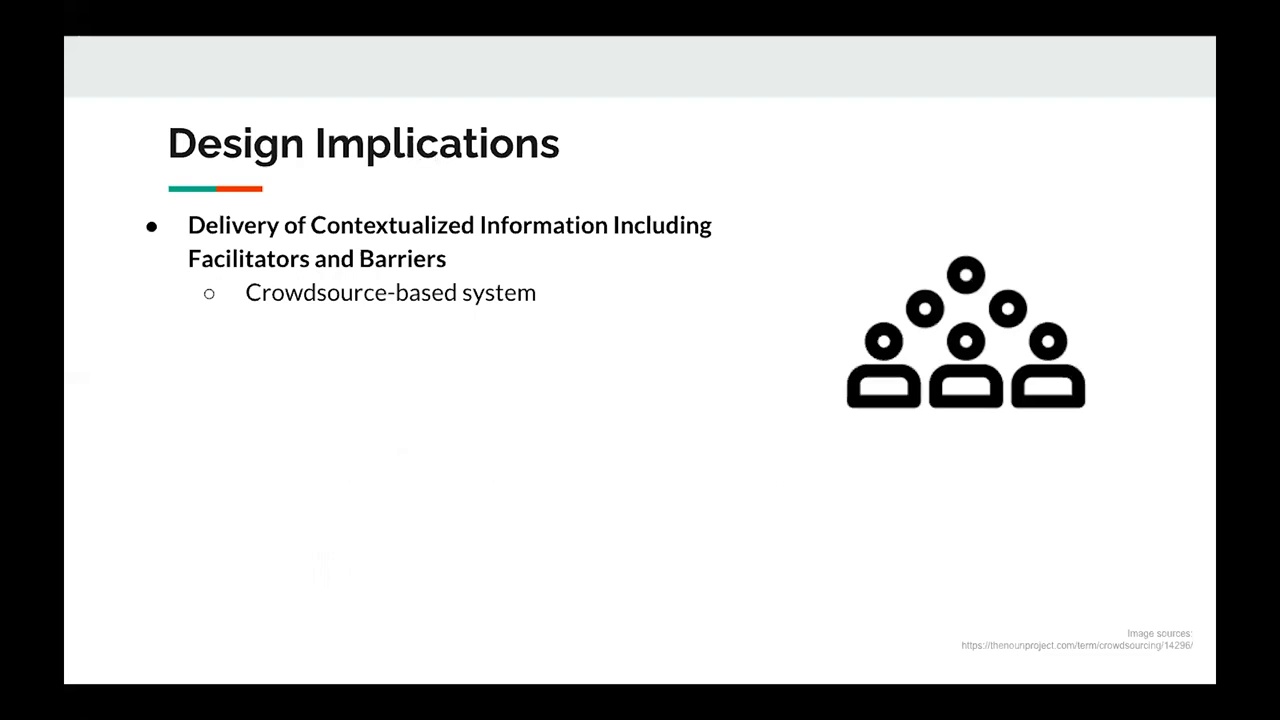 Design Implications
● Delivery of Contextualized Information Including
Facilitators and Barriers
○ Crowdsource-based system
Image sources:
https://thenounproject.com/term/crowdsourcing/14296/